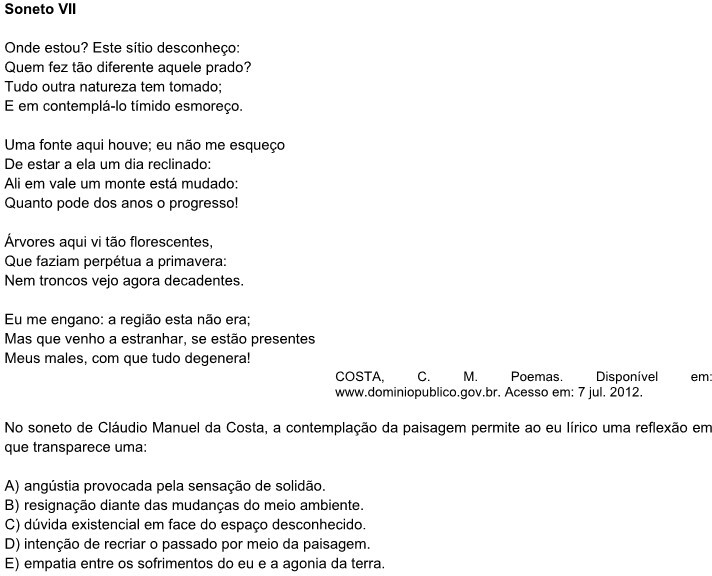 Soneto VII
Onde estou? Este sítio desconheço:
Quem fez tão diferente aquele prado?
Tudo outra natureza tem tomado;
E em contemplá-lo tímido esmoreço.
Uma fonte aqui houve; eu não me esqueço
De estar a ela um dia reclinado:
Ali em vale um monte está mudado:
Quanto pode dos anos o progresso!
Árvores aqui vi tão florescentes,
Que faziam perpétua a primavera:
Nem troncos vejo agora decadentes.
Eu me engano: a região esta não era;
Mas que venho a estranhar, se estão presentes
Meus males, com que tudo degenera!
COSTA, C. M. Poemas. Disponível em:
www.dominiopublico.gov.br. Acesso em: 7 jul. 2012.
No soneto de Cláudio Manuel da Costa, a contemplação da paisagem permite ao eu lírico uma reflexão em
que transparece uma:
A) angústia provocada pela sensação de solidão.
B) resignação diante das mudanças do meio ambiente.
C) dúvida existencial em face do espaço desconhecido.
D) intenção de recriar o passado por meio da paisagem.
E) empatia entre os sofrimentos do eu e a agonia da terra.